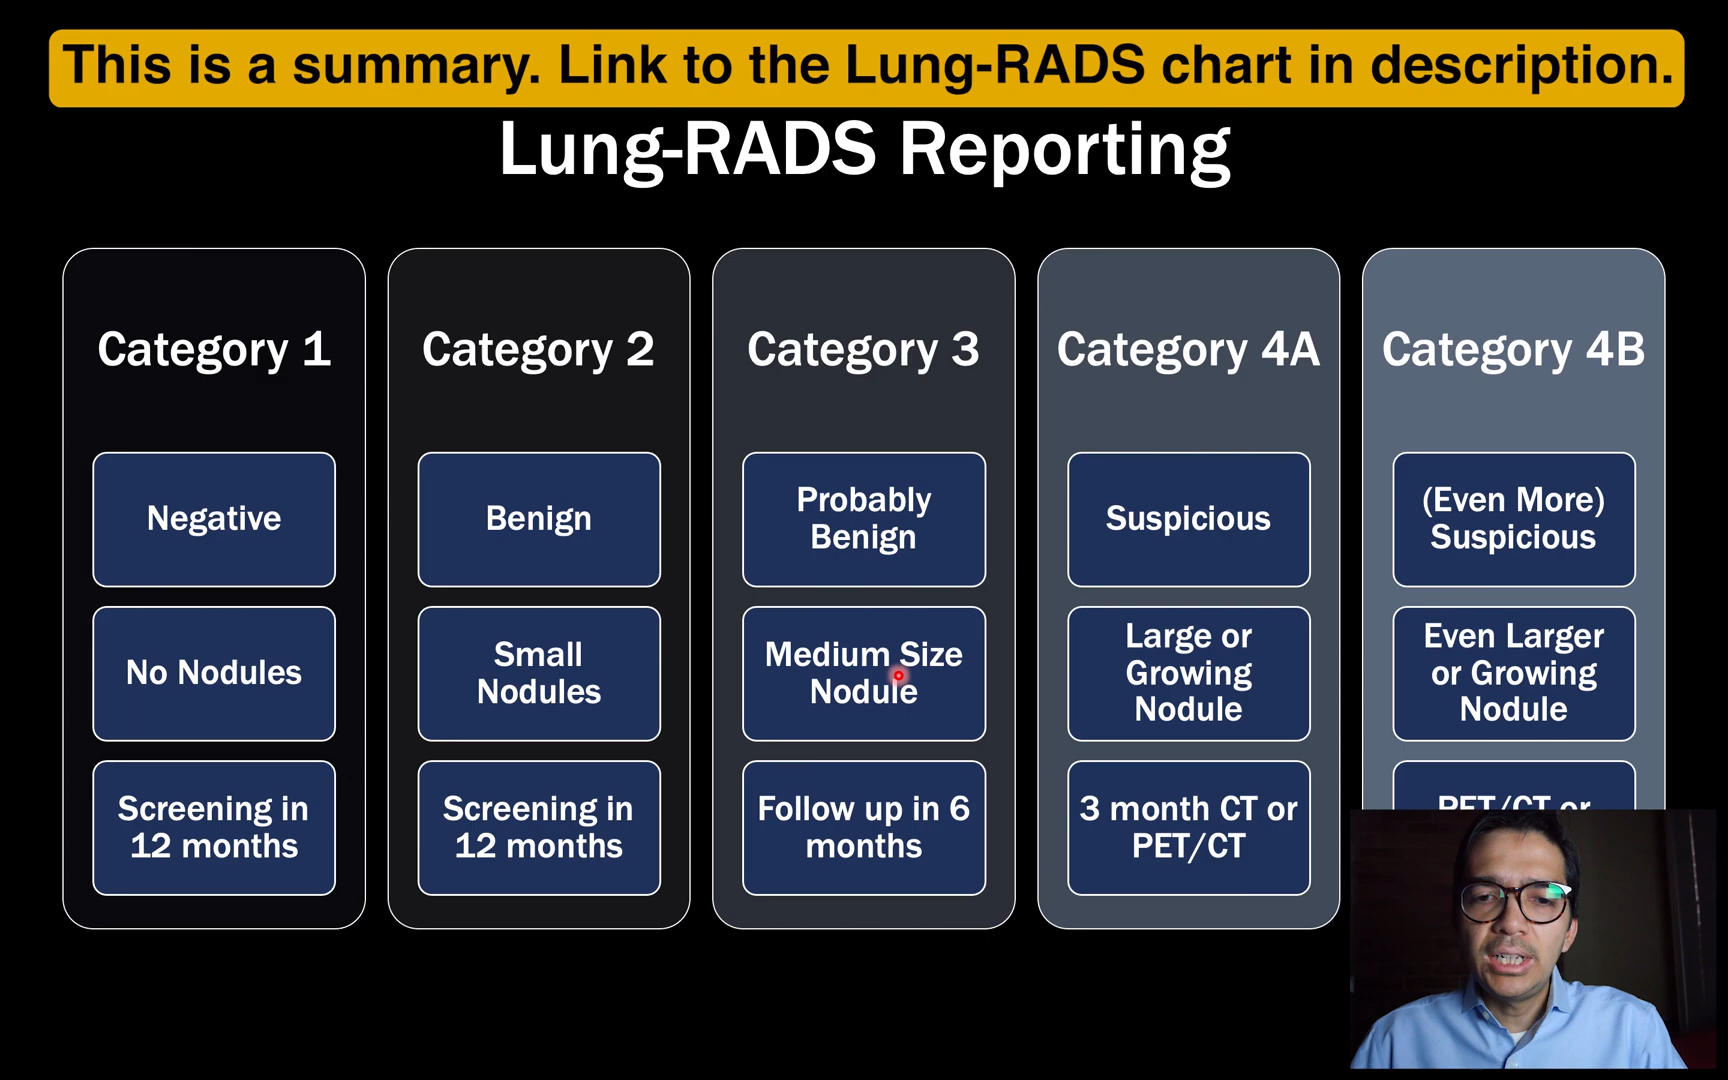 This is a summary. Link to the Lung-RADS chart in description.
Lung-RADS Reporting
Category 1
Negative
No Nodules
Screening in
12 months
Category 2
Benign
Small
Nodules
Screening in
12 months
Category 3
Probably
Benign
Medium Size
Nodule
Follow up in 6
months
Category 4A
Suspicious
Large or
Growing
Nodule
3 month CT or
PET/CT
Category 4B
(Even More)
Suspicious
Even Larger
or Growing
Nodule
PET/CT or